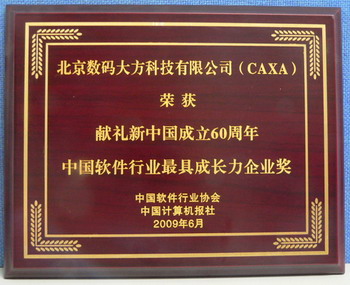 北京数码大方科技有限公司（CAXA）
荣获
献礼新中国成立60周年
中国软件行业最具成长力企业奖
中国软件行业协会
中国计算机报社
2009年6月